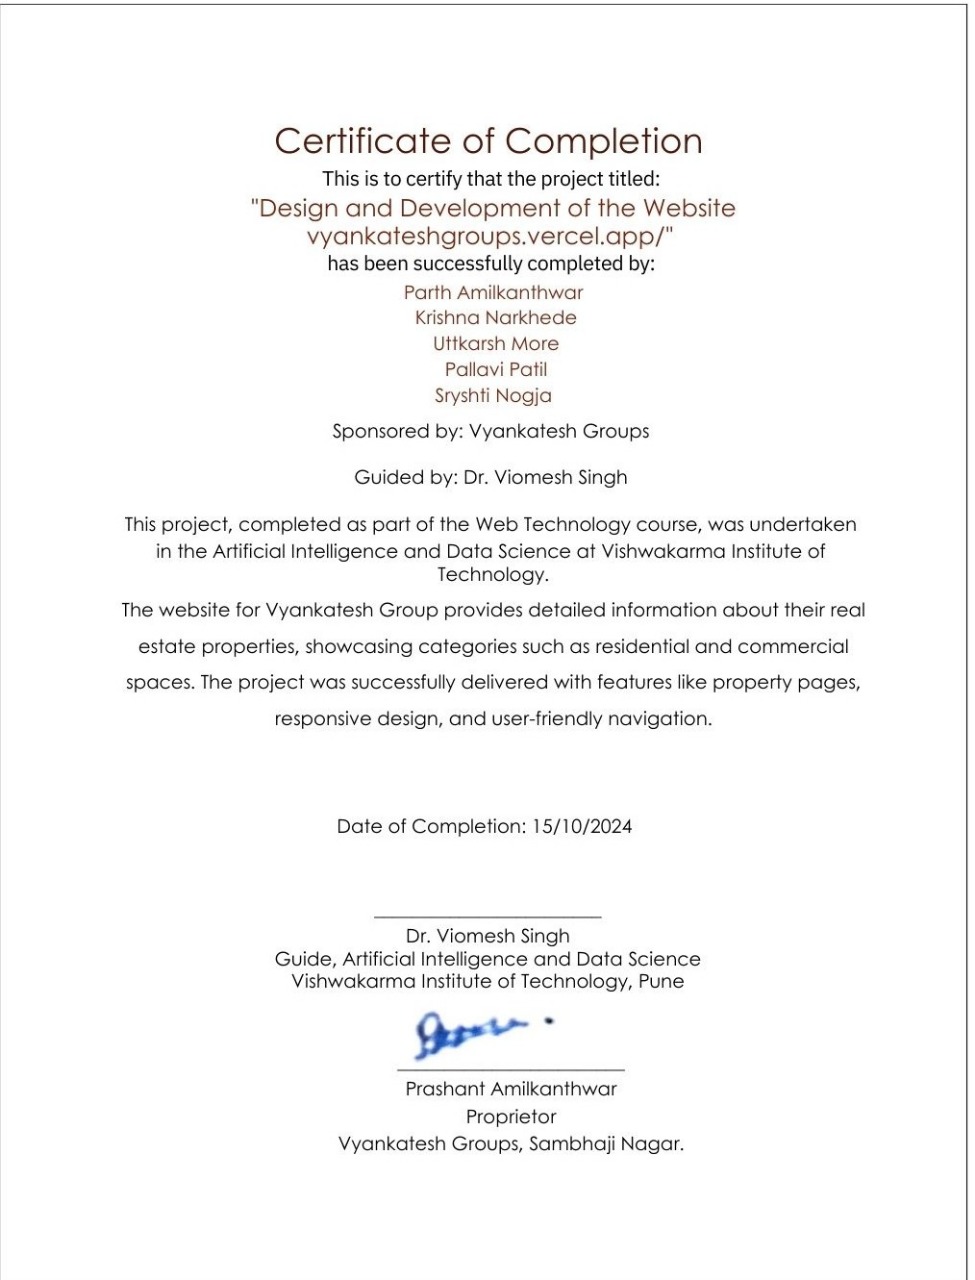 Certificate of Completion
This is to certify that the project titled:
"Design and Development of the Website
vyankateshgroups.vercel.app/"
has been successfully completed by:
Parth Amilkanthwar
Krishna Narkhede
Uttkarsh More
Pallavi Patil
Sryshti Nogja
Sponsored by: Vyankatesh Groups
Guided by: Dr. Viomesh Singh
This project, completed as part of the Web Technology course, was undertaken
in the Artificial Intelligence and Data Science at Vishwakarma Institute of
Technology.
The website for Vyankatesh Group provides detailed information about their real
estate properties, showcasing categories such as residential and commercial
spaces. The project was successfully delivered with features like property pages,
responsive design, and user-friendly navigation.
Date of Completion: 15/10/2024
Dr. Viomesh Singh
Guide, Artificial Intelligence and Data Science
Vishwakarma Institute of Technology, Pune
Prashant Amilkanthwar
Proprietor
Vyankatesh Groups, Sambhaji Nagar.